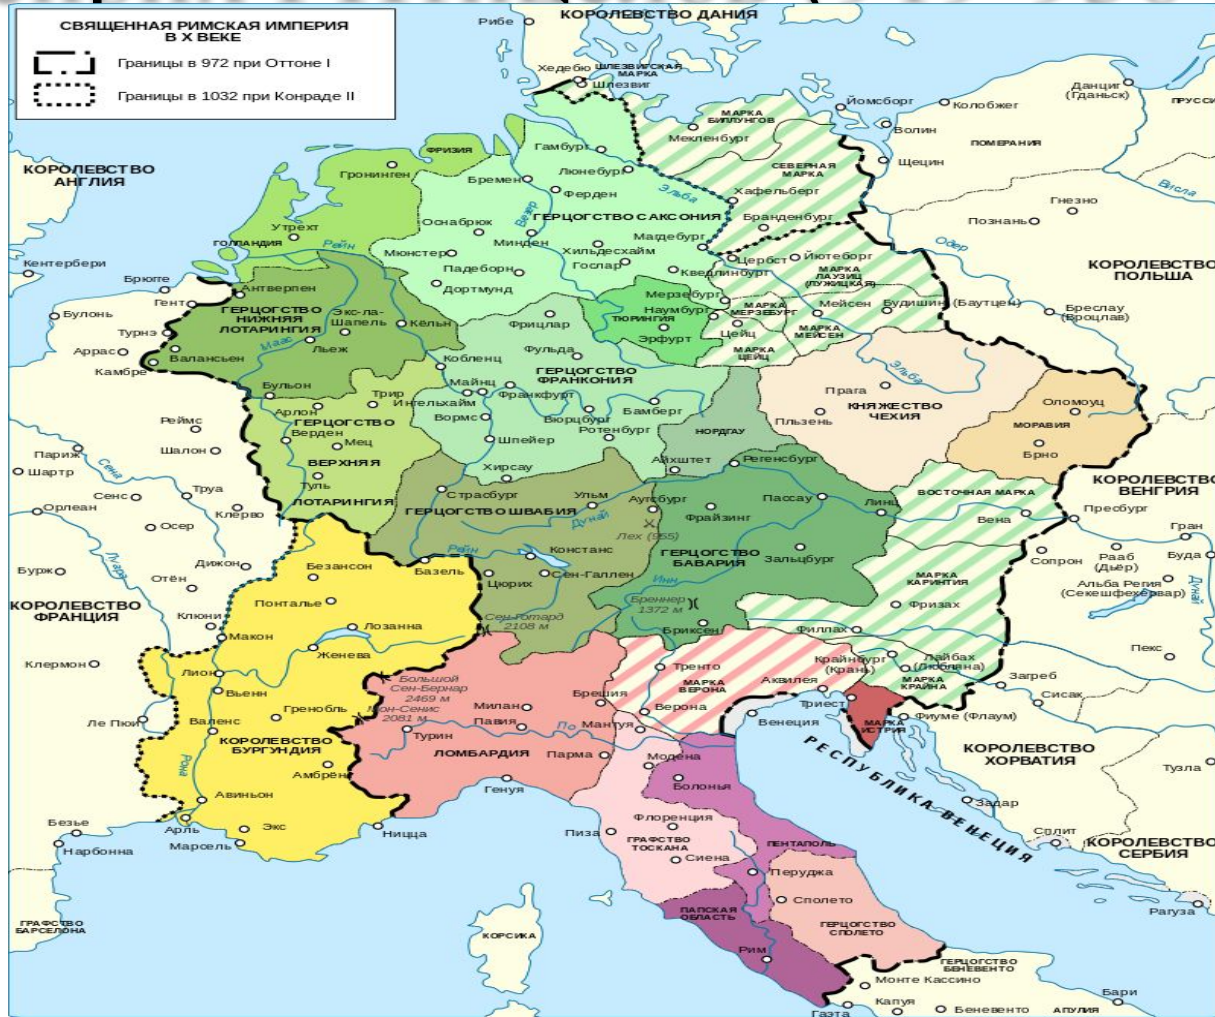 СВЯЩЕННАЯ РИМСКАЯ ИМПЕРИЯ
В X ВЕКЕ
Границы в 972 при Оттоне I
Границы в 1032 при Конраде II
КОРОЛЕВСТВО ДАНИЯ
Рибе
Хедебю
ШЛЕЗВИГСКАЯ
МАРКА
Шлезвиг
Данциг
(Гданьск)
ПРУССИ
Йомсборг
Колобжег
МАРКА
БИЛЛУНГОВ
Мекленбург
Волин
ПОМЕРАНИЯ
Щецин
КОРОЛЕВСТВО
АНГЛИЯ
ФРИЗИЯ
Гронинген
Гамбург
Люнебург
Бремен
Ферден
Эльба
СЕВЕРНАЯ
МАРКА
Хафельберг
Бранденбург
Висла
Гнезно
Познань
Утрехт
ГОЛЛАНДИЯ
Рейн
Оснабрюк
Везер
ГЕРЦОГСТВО САКСОНИЯ
Минден
Магдебург
Мюнстер
Хильдесхайм
Гослар
Падеборн
Кведлинбург
Дортмунд
Цербст
Йютеборг
МАРКА
ЛАУЗИЦ
(ЛУЖИЦКАЯ)
Одер
КОРОЛЕВСТВО
ПОЛЬША
Кентербери
Брюгге
Гент
Антверпен
Булонь
Турнэ
Аррас
Камбре
Валансьен
ГЕРЦОГСТВО
НИЖНЯЯ
ЛОТАРИНГИЯ
Экс-ла-
Шапель
Кёльн
Маас
Льеж
Мерзебург
Наумбург
ТЮРИНГИЯ
Эрфурт
МАРКА
МЕРЗЕБУРГ
Цейц
МАРКА
ЦЕЙЦ
Мейсен
МАРКА
МЕЙСЕН
Будишин (Баутцен)
Бреслау
(Вроцлав)
Фрицлар
Фульда
ГЕРЦОГСТВО
ФРАНКОНИЯ
Кобленц
Майнц
Интельхайм
Франкфурт
Вормс
Вюрцбург
Бамберг
Ротенбург
Шпейер
НОРДГАУ
Эльба
Прага
КНЯЖЕСТВО
ЧЕХИЯ
Пльзень
Оломоуц
МОРАВИЯ
Брно
Бульон
Трир
Арлон
ГЕРЦОГСТВО
Верден
Мец
ВЕРХНЯЯ
Туль
ЛОТАРИНГИЯ
Реймс
Шалон
Париж
Сена
Шартр
Труа
Санс
Орлеан
Клерво
Осер
Луара
Дижон
Отён
Бурж
Хирсау
Страсбург
ГЕРЦОГСТВО ШВАБИЯ
Ульм
Дунай
Аугсбург
Лех (955)
Айхштет
Регенсбург
Пассау
Линц
Фрайзинг
ГЕРЦОГСТВО
БАВАРИЯ
Зальцбург
ВОСТОЧНАЯ МАРКА
Вена
КОРОЛЕВСТВО
ВЕНГРИЯ
Пресбург
Гран
Буда
Сопрон
Рааб
(Дьёр)
Альба Регия
(Секешфехервар)
Дунай
Рейн
Констанс
Базель
Цюрих
Сен-Галлен
Сен-Готард
2108 м
Инн
Бреннер
1372 м
Бриксен
МАРКА
КАРИНТИЯ
Фризах
Филлах
КОРОЛЕВСТВО
ФРАНЦИЯ
Безансон
Понталье
Клюни
Макон
Лозанна
Женева
Клермон
Лион
Вьенн
Большой
Сен-Бернар
2469 м
Мон-Сенис
2081 м
Гренобль
Ле Пюи
Валенс
КОРОЛЕВСТВО
БУРГУНДИЯ
Амбрён
Рона
Авиньон
Арль
Экс
Марсель
Ницца
Безье
Нарбонна
ГРАФСТВО
БАРСЕЛОНА
Тренто
МАРКА
ВЕРОНА
Верона
Брешия
Милан
Павия
По
Мантуя
Турин
ЛОМБАРДИЯ
Парма
Генуя
Крайнбург
(Крань)
Лайбах
(Любляна)
МАРКА
КРАЙНА
Аквилея
Триест
Венеция
МАРКА
ИСТРИЯ
Фиуме (Флаум)
Загреб
Сисак
Пекс
КОРОЛЕВСТВО
ХОРВАТИЯ
Тузла
Задар
Сплит
КОРОЛЕВСТВО
СЕРБИЯ
Рагуза
РЕСПУБЛИКА ВЕНЕЦИЯ
Модена
Болонья
Флоренция
Пиза
ГРАФСТВО
ТОСКАНА
Сиена
ПЕНТАПОЛЬ
Перуджа
Сполето
ГЕРЦОГСТВО
СПОЛЕТО
ПАПСКАЯ
ОБЛАСТЬ
Рим
КОРСИКА
ГЕРЦОГСТВО
БЕНЕВЕНТО
Монте Кассино
Капуя
Гаэта
Беневенто
АПУЛИЯ
Бари